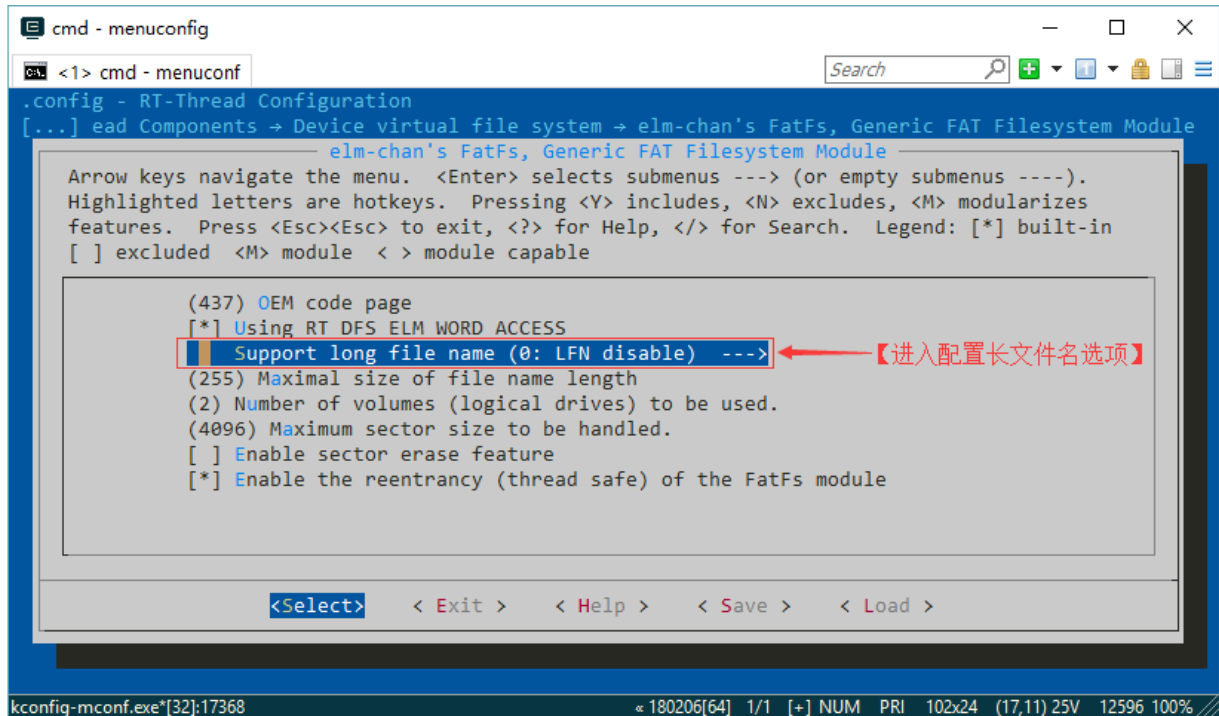 cmd - menuconfig
<1> cmd - menuconf
Search
.config - RT-Thread Configuration
[...] ead Components → Device virtual file system → elm-chan's FatFs, Generic FAT Filesystem Module
elm-chan's FatFs, Generic FAT Filesystem Module
Arrow keys navigate the menu.  <Enter> selects submenus ---> (or empty submenus ----).
Highlighted letters are hotkeys.  Pressing <Y> includes, <N> excludes, <M> modularizes
features.  Press <Esc><Esc> to exit, <?> for Help, </> for Search.  Legend: [*] built-in
[ ] excluded  <M> module  < > module capable
(437) OEM code page
[*] Using RT DFS ELM WORD ACCESS
Support long file name (0: LFN disable)  ---> 【进入配置长文件名选项】
(255) Maximal size of file name length
(2) Number of volumes (logical drives) to be used.
(4096) Maximum sector size to be handled.
[ ] Enable sector erase feature
[*] Enable the reentrancy (thread safe) of the FatFs module
<Select>    < Exit >    < Help >    < Save >    < Load >
kconfig-mconf.exe*[32]:17368 « 180206[64] 1/1 [+] NUM PRI 102x24 (17,11) 25V 12596 100%